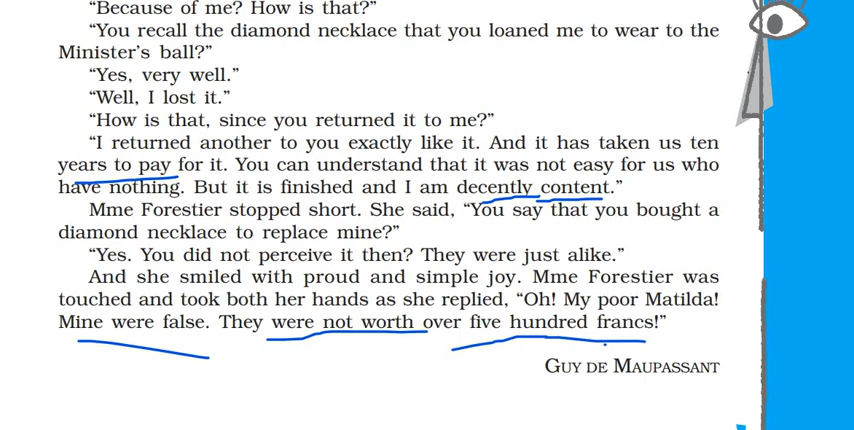 “Because of me? How is that?”
“You recall the diamond necklace that you loaned me to wear to the
Minister’s ball?”
“Yes, very well.”
“Well, I lost it.”
“How is that, since you returned it to me?”
“I returned another to you exactly like it. And it has taken us ten
years to pay for it. You can understand that it was not easy for us who
have nothing. But it is finished and I am decently content.”
Mme Forestier stopped short. She said, “You say that you bought a
diamond necklace to replace mine?”
“Yes. You did not perceive it then? They were just alike.”
And she smiled with proud and simple joy. Mme Forestier was
touched and took both her hands as she replied, “Oh! My poor Matilda!
Mine were false. They were not worth over five hundred francs!”
GUY DE MAUPASSANT